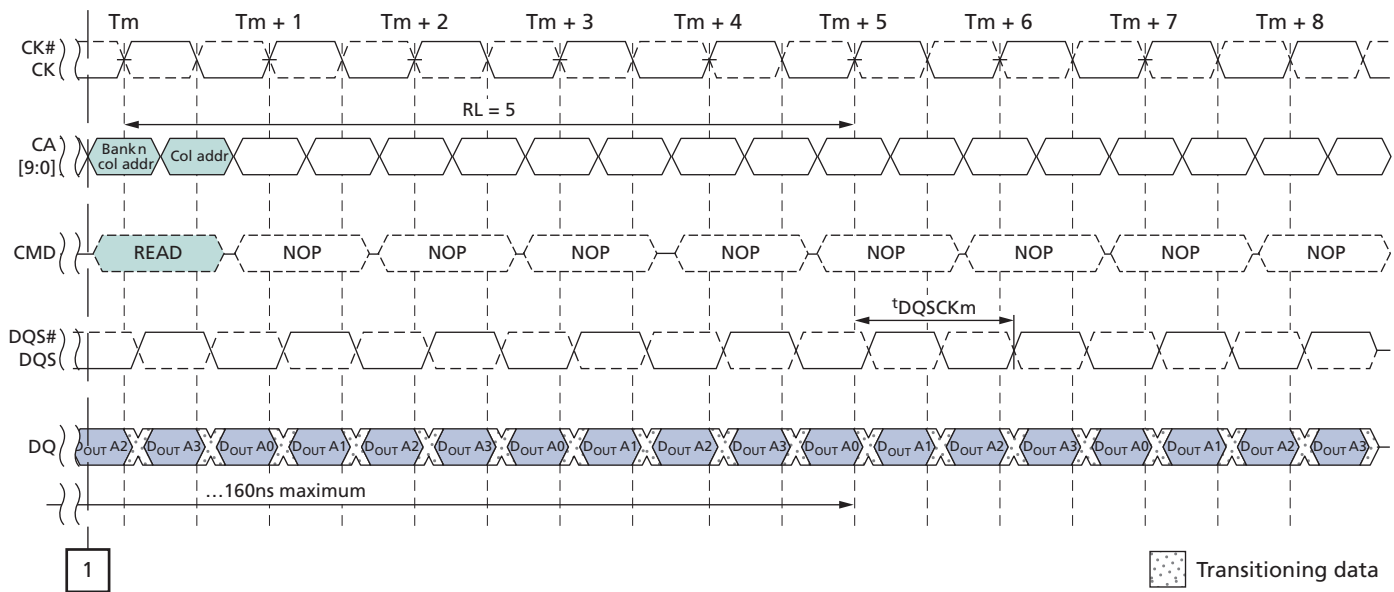 Tm Tm + 1 Tm + 2 Tm + 3 Tm + 4 Tm + 5 Tm + 6 Tm + 7 Tm + 8
CK#
CK
RL = 5
CA
[9:0]
Bank n
col addr
Col addr
CMD READ NOP NOP NOP NOP NOP NOP NOP NOP
tDQSCKm
DQS#
DQS
DQ DOUT A2 DOUT A3 DOUT A0 DOUT A1 DOUT A2 DOUT A3 DOUT A0 DOUT A1 DOUT A2 DOUT A3 DOUT A0 DOUT A1 DOUT A2 DOUT A3 DOUT A0 DOUT A1 DOUT A2 DOUT A3
…160ns maximum
1
Transitioning data